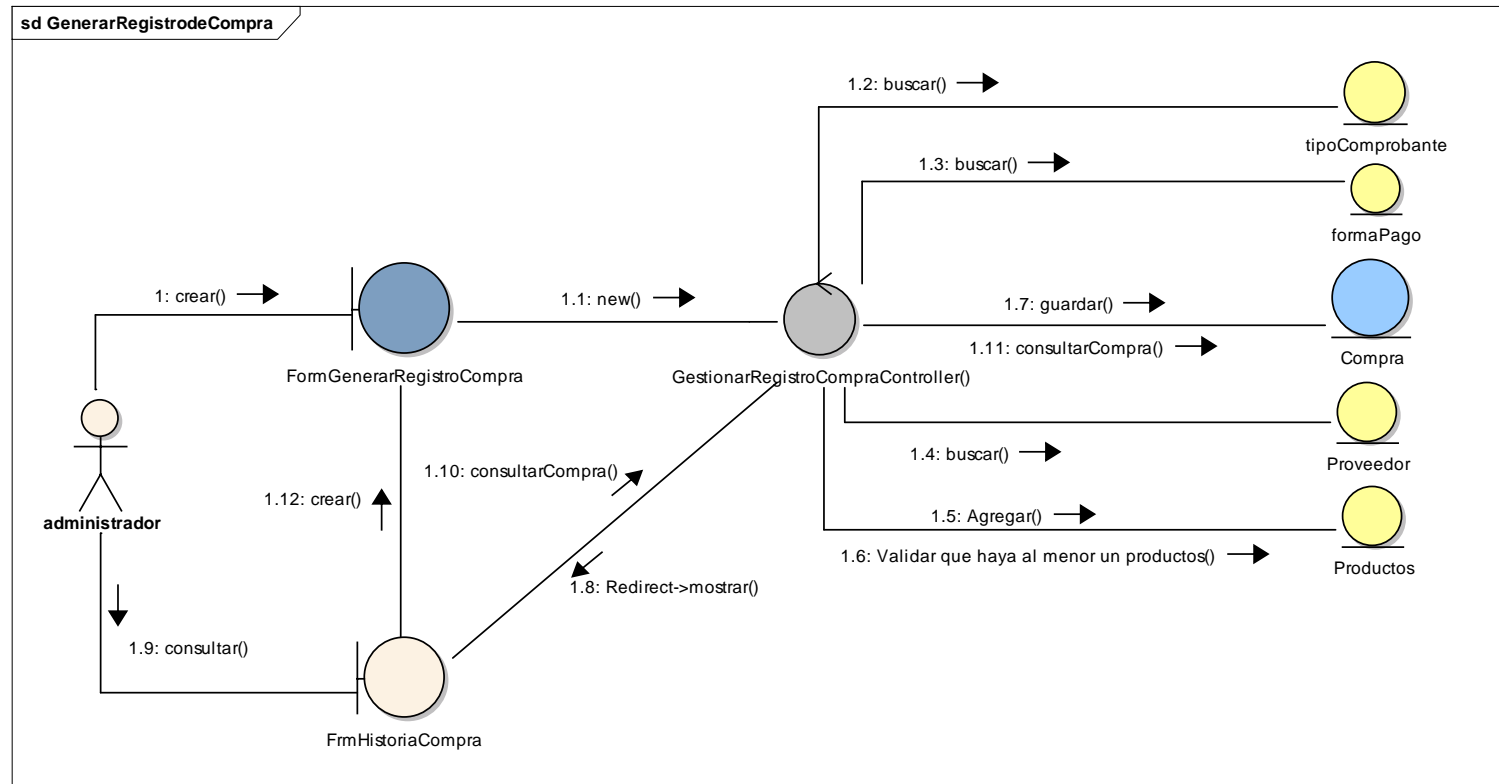 sd GenerarRegistrodeCompra
1.2: buscar()
tipoComprobante
1.3: buscar()
formaPago
1: crear()
1.1: new()
1.7: guardar()
1.11: consultarCompra()
Compra
FormGenerarRegistroCompra
GestionarRegistroCompraController()
1.4: buscar()
Proveedor
1.10: consultarCompra()
1.12: crear()
administrador
1.5: Agregar()
1.6: Validar que haya al menor un productos()
Productos
1.8: Redirect->mostrar()
1.9: consultar()
FrmHistoriaCompra